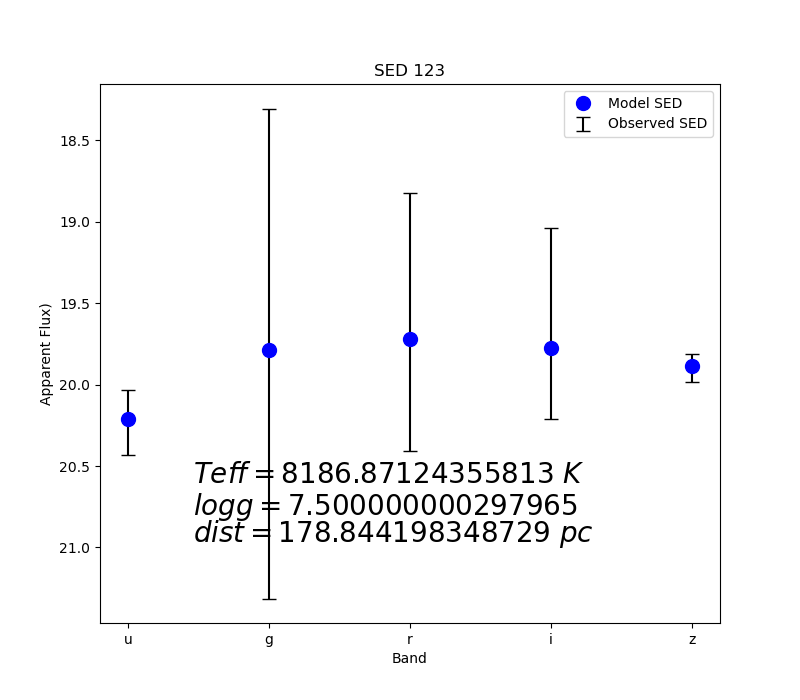 SED 123
Model SED
Observed SED
18.5
19.0
19.5
20.0
20.5
21.0
Apparent Flux)
Teff = 8186.87124355813 K
logg = 7.500000000297965
dist = 178.844198348729 pc
u g r i z
Band